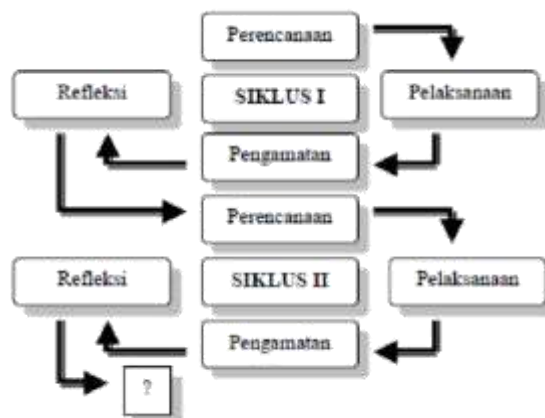 Perencanaan
Refleksi
SIKLUS I
Pelaksanaan
Pengamatan
Perencanaan
Refleksi
SIKLUS II
Pelaksanaan
Pengamatan
?